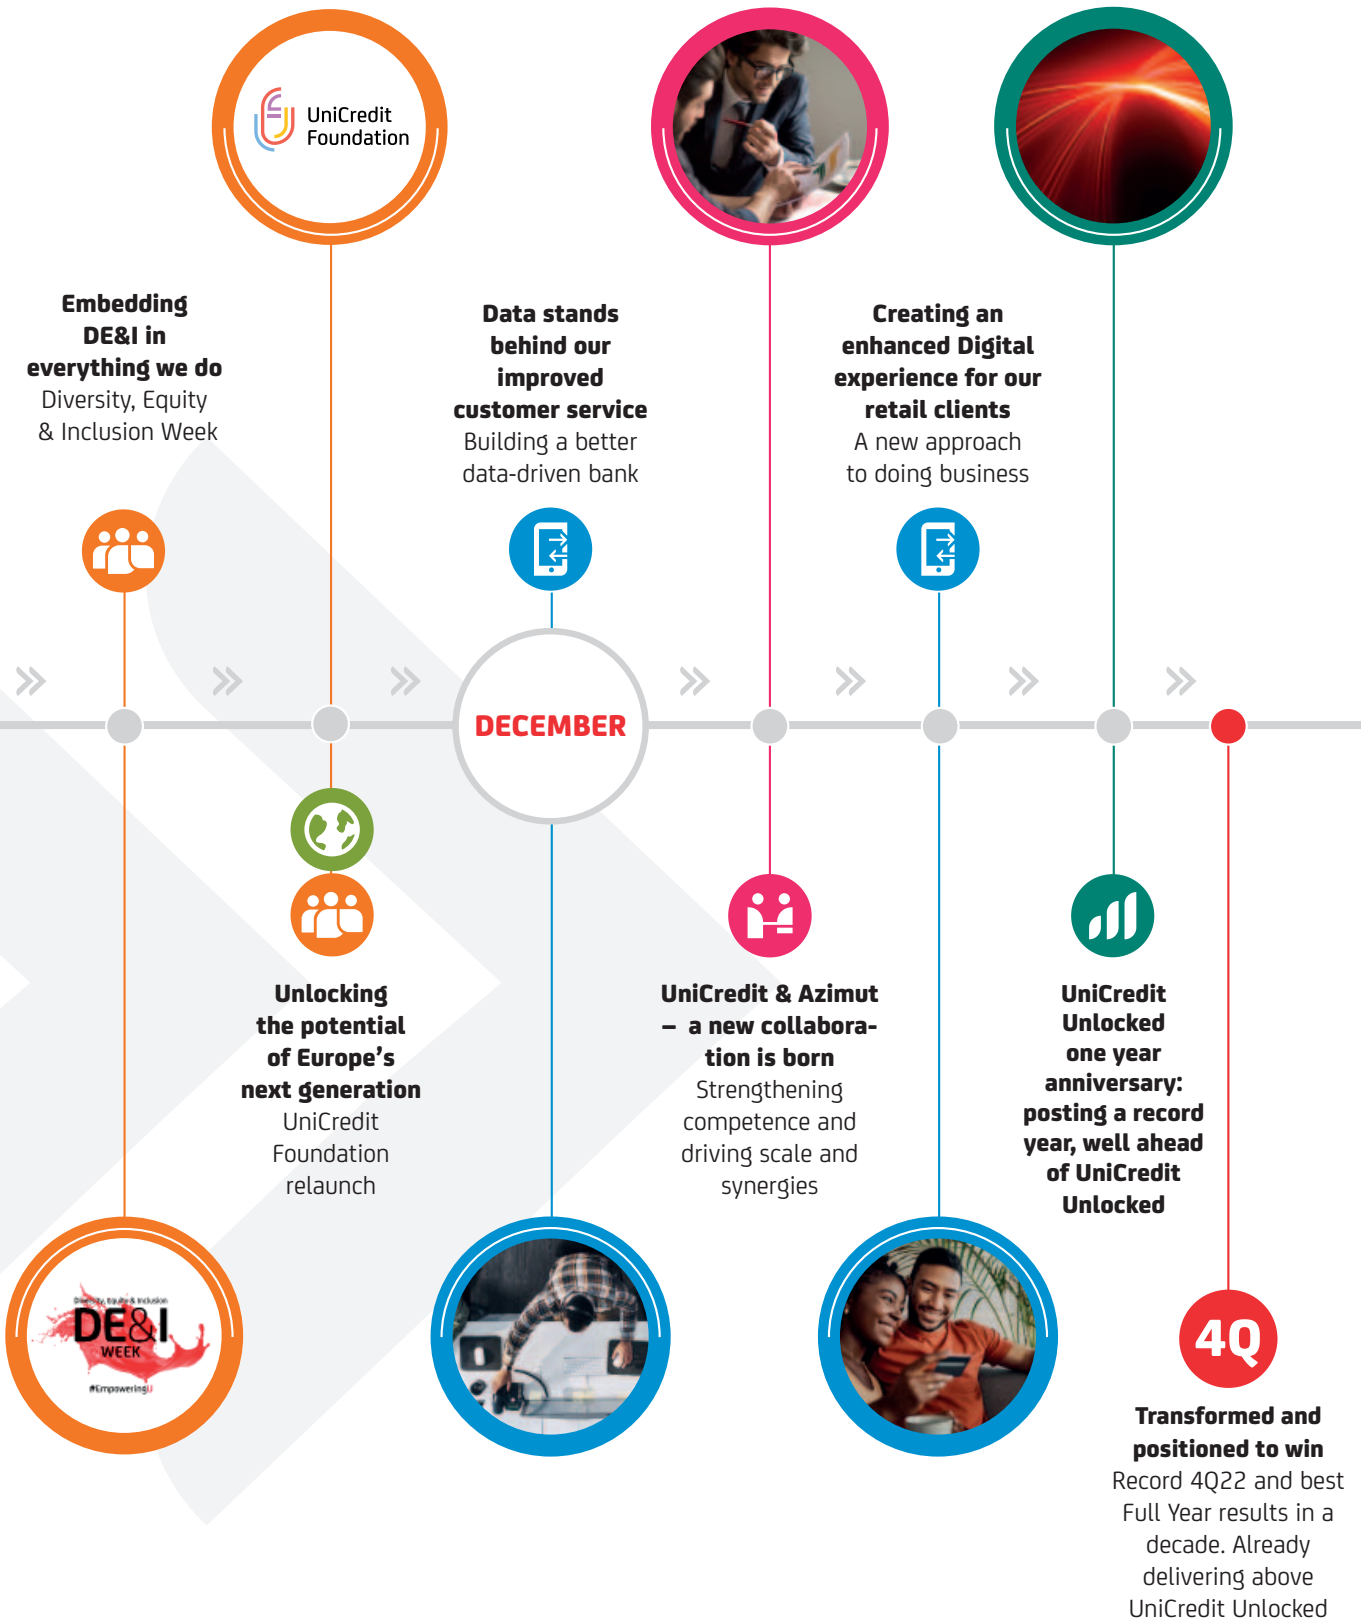 UniCredit
Foundation
Embedding
DE&I in
everything we do
Diversity, Equity
& Inclusion Week
Data stands
behind our
improved
customer service
Building a better
data-driven bank
Creating an
enhanced Digital
experience for our
retail clients
A new approach
to doing business
DECEMBER
Unlocking
the potential
of Europe’s
next generation
UniCredit
Foundation
relaunch
UniCredit & Azimut
– a new collabora-
tion is born
Strengthening
competence and
driving scale and
synergies
UniCredit
Unlocked
one year
anniversary:
posting a record
year, well ahead
of UniCredit
Unlocked
Diversity, Equity & Inclusion
DE&I
WEEK
#EmpoweringU
4Q
Transformed and
positioned to win
Record 4Q22 and best
Full Year results in a
decade. Already
delivering above
UniCredit Unlocked